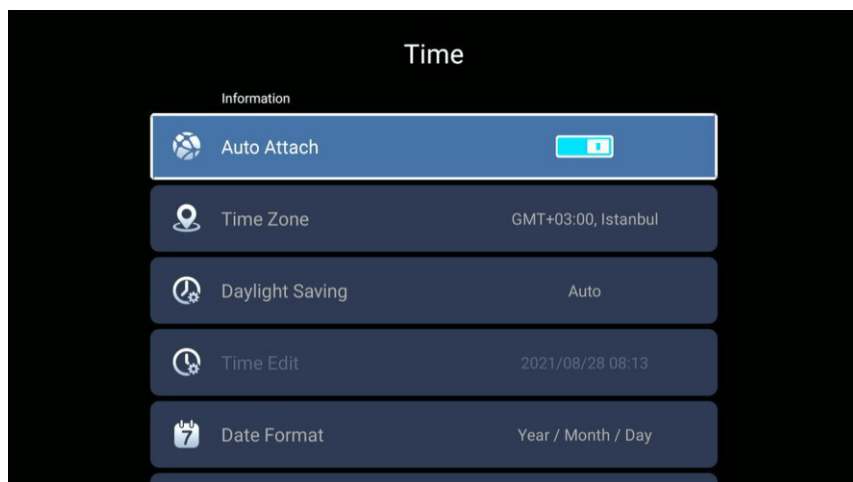 Time
Information
Auto Attach
Time Zone GMT+03:00, Istanbul
Daylight Saving Auto
Time Edit 2021/08/28 08:13
7 Date Format Year / Month / Day